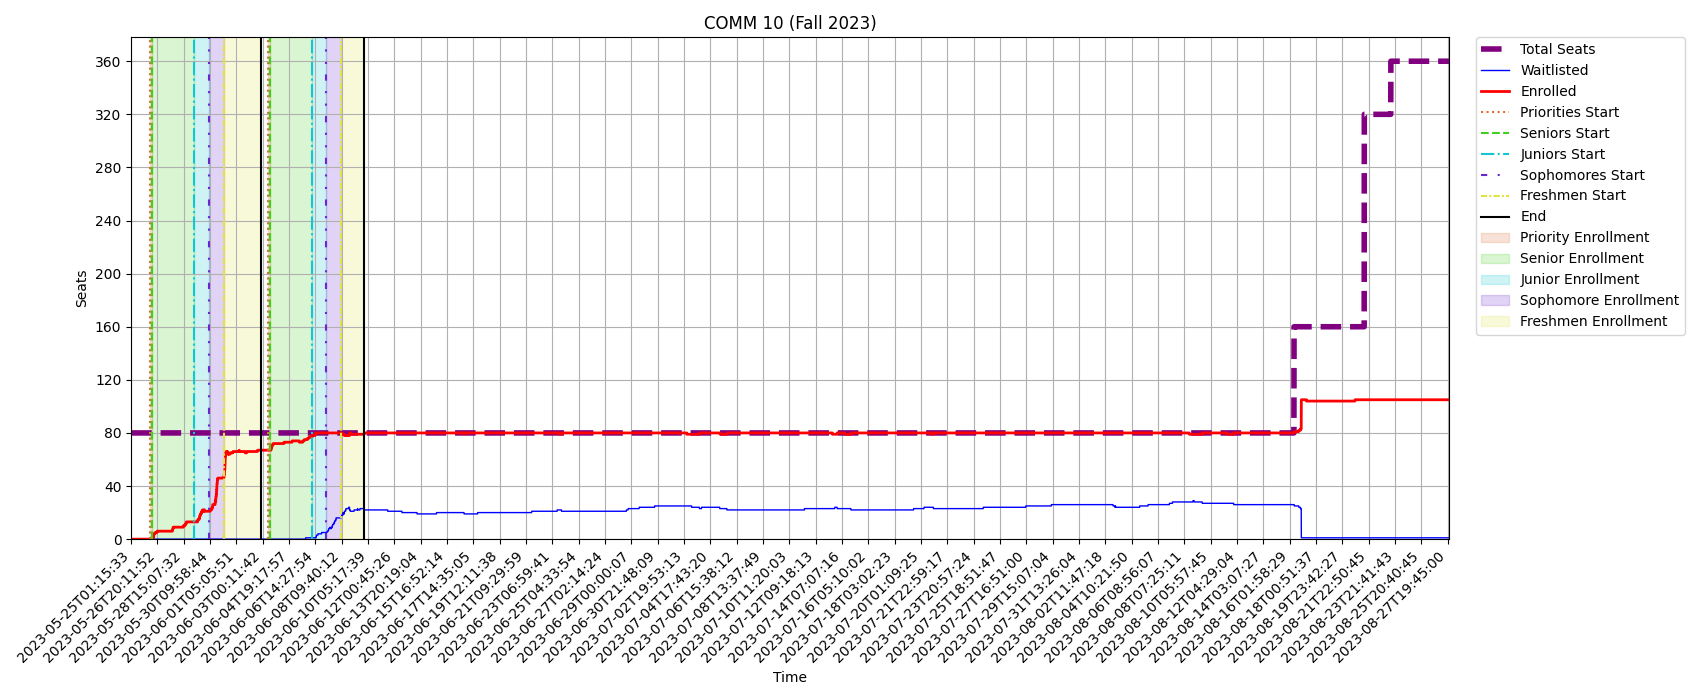 COMM 10 (Fall 2023)
Seats
360
320
280
240
200
160
120
80
40
0
2023-05-25T01:15:33
2023-05-26T20:11:52
2023-05-28T15:07:32
2023-05-30T09:58:44
2023-06-01T05:05:51
2023-06-03T00:11:42
2023-06-04T19:17:57
2023-06-06T14:27:54
2023-06-08T09:40:12
2023-06-10T05:17:39
2023-06-12T00:45:26
2023-06-13T20:19:04
2023-06-15T16:52:14
2023-06-17T14:35:05
2023-06-19T12:11:38
2023-06-21T09:29:59
2023-06-23T06:59:41
2023-06-25T04:33:54
2023-06-27T02:14:24
2023-06-29T00:00:07
2023-06-30T21:48:09
2023-07-02T19:53:13
2023-07-04T17:43:20
2023-07-06T15:38:12
2023-07-08T13:37:49
2023-07-10T11:20:03
2023-07-12T09:18:13
2023-07-14T07:07:16
2023-07-16T05:10:02
2023-07-18T03:02:23
2023-07-20T01:09:25
2023-07-21T22:59:17
2023-07-23T20:57:24
2023-07-25T18:51:47
2023-07-27T16:51:00
2023-07-29T15:07:04
2023-07-31T13:26:04
2023-08-02T11:47:18
2023-08-04T10:21:50
2023-08-06T08:56:07
2023-08-08T07:25:11
2023-08-10T05:57:45
2023-08-12T04:29:04
2023-08-14T03:07:27
2023-08-16T01:58:29
2023-08-18T00:51:37
2023-08-19T23:42:27
2023-08-21T22:50:45
2023-08-23T21:41:43
2023-08-25T20:40:45
2023-08-27T19:45:00
Time
Total Seats
Waitlisted
Enrolled
Priorities Start
Seniors Start
Juniors Start
Sophomores Start
Freshmen Start
End
Priority Enrollment
Senior Enrollment
Junior Enrollment
Sophomore Enrollment
Freshmen Enrollment